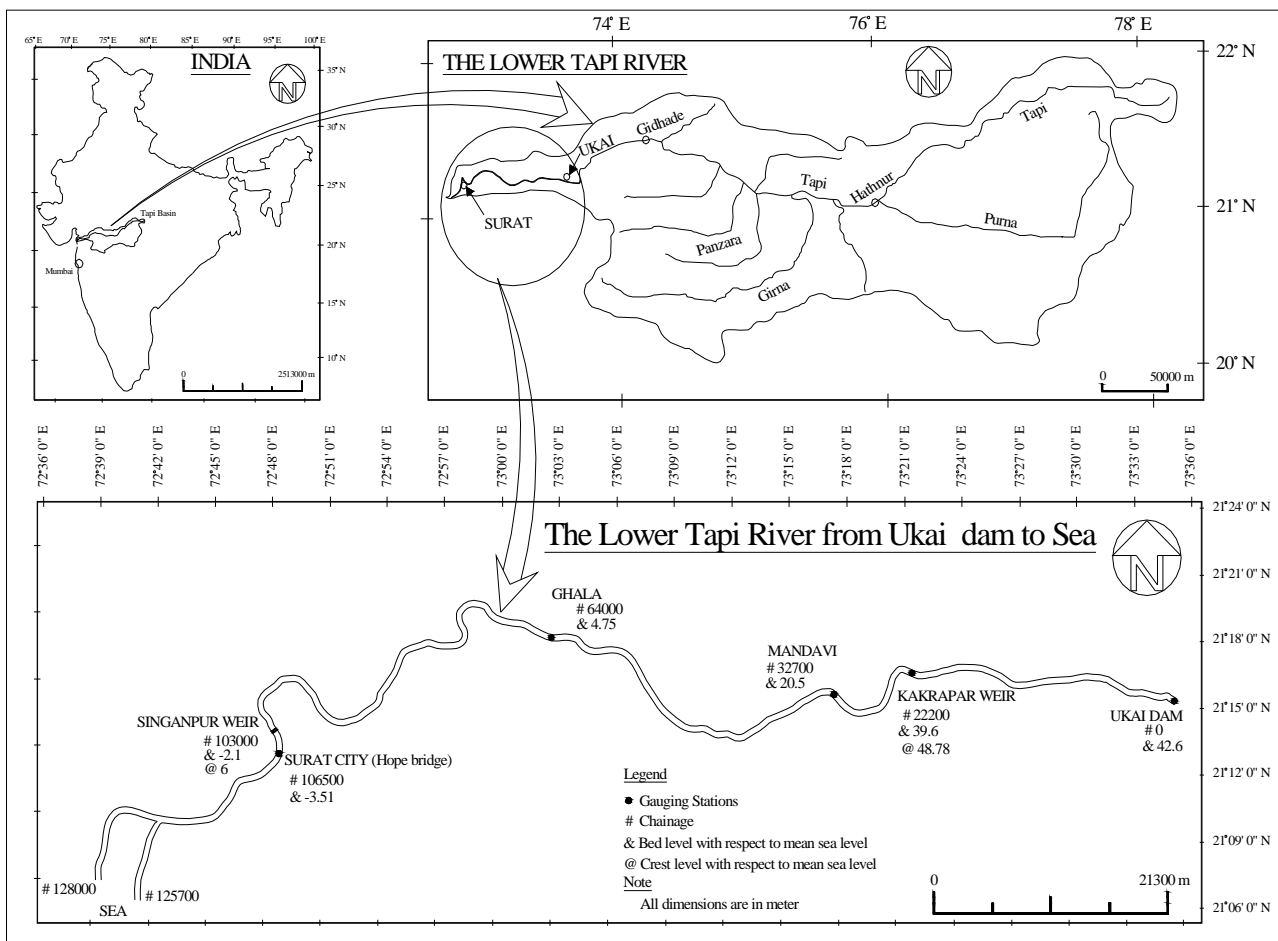 65˚E 70˚E 75˚E 80˚E 85˚E 90˚E 95˚E 100˚E
INDIA
N
35˚N
30˚N
25˚N
20˚N
15˚N
10˚N
Tapi Basin
Mumbai
0 2513000 m
74˚E 76˚E 78˚E
THE LOWER TAPI RIVER
N
22˚N
21˚N
20˚N
Gidhade
UKAI
SURAT
Tapi
Tapi
Hathnur
Purna
Panzara
Girna
0 50000 m
72˚36' 0" E
72˚39' 0" E
72˚42' 0" E
72˚45' 0" E
72˚48' 0" E
72˚51' 0" E
72˚54' 0" E
72˚57' 0" E
73˚00' 0" E
73˚03' 0" E
73˚06' 0" E
73˚09' 0" E
73˚12' 0" E
73˚15' 0" E
73˚18' 0" E
73˚21' 0" E
73˚24' 0" E
73˚27' 0" E
73˚30' 0" E
73˚33' 0" E
73˚36' 0" E
21˚24' 0" N
21˚21' 0" N
21˚18' 0" N
21˚15' 0" N
21˚12' 0" N
21˚09' 0" N
21˚06' 0" N
The Lower Tapi River from Ukai dam to Sea
N
GHALA
# 64000
& 4.75
MANDAVI
# 32700
& 20.5
KAKRAPAR WEIR
# 22200
& 39.6
@ 48.78
UKAI DAM
# 0
& 42.6
SINGANPUR WEIR
# 103000
& -2.1
@ 6
SURAT CITY (Hope bridge)
# 106500
& -3.51
# 128000
# 125700
SEA
Legend
Gauging Stations
# Chainage
& Bed level with respect to mean sea level
@ Crest level with respect to mean sea level
Note
All dimensions are in meter
0 21300 m